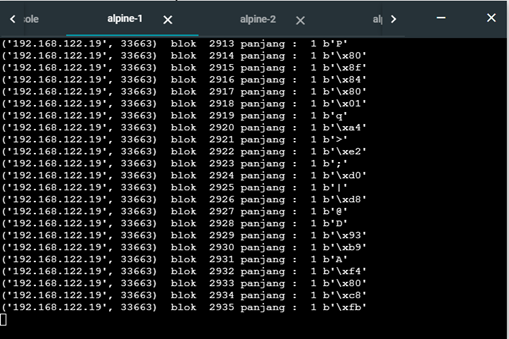 ole alpine-1 alpine-2 al
('192.168.122.19', 33663) blok 2913 panjang : 1 b'P'
('192.168.122.19', 33663) blok 2914 panjang : 1 b'\x80'
('192.168.122.19', 33663) blok 2915 panjang : 1 b'\x8f'
('192.168.122.19', 33663) blok 2916 panjang : 1 b'\x84'
('192.168.122.19', 33663) blok 2917 panjang : 1 b'\x80'
('192.168.122.19', 33663) blok 2918 panjang : 1 b'\x01'
('192.168.122.19', 33663) blok 2919 panjang : 1 b'q'
('192.168.122.19', 33663) blok 2920 panjang : 1 b'\xa4'
('192.168.122.19', 33663) blok 2921 panjang : 1 b'>'
('192.168.122.19', 33663) blok 2922 panjang : 1 b'\xe2'
('192.168.122.19', 33663) blok 2923 panjang : 1 b';'
('192.168.122.19', 33663) blok 2924 panjang : 1 b'\xd0'
('192.168.122.19', 33663) blok 2925 panjang : 1 b'|'
('192.168.122.19', 33663) blok 2926 panjang : 1 b'\xd8'
('192.168.122.19', 33663) blok 2927 panjang : 1 b'@'
('192.168.122.19', 33663) blok 2928 panjang : 1 b'D'
('192.168.122.19', 33663) blok 2929 panjang : 1 b'\x93'
('192.168.122.19', 33663) blok 2930 panjang : 1 b'\xb9'
('192.168.122.19', 33663) blok 2931 panjang : 1 b'A'
('192.168.122.19', 33663) blok 2932 panjang : 1 b'\xf4'
('192.168.122.19', 33663) blok 2933 panjang : 1 b'\x80'
('192.168.122.19', 33663) blok 2934 panjang : 1 b'\xc8'
('192.168.122.19', 33663) blok 2935 panjang : 1 b'\xfb'